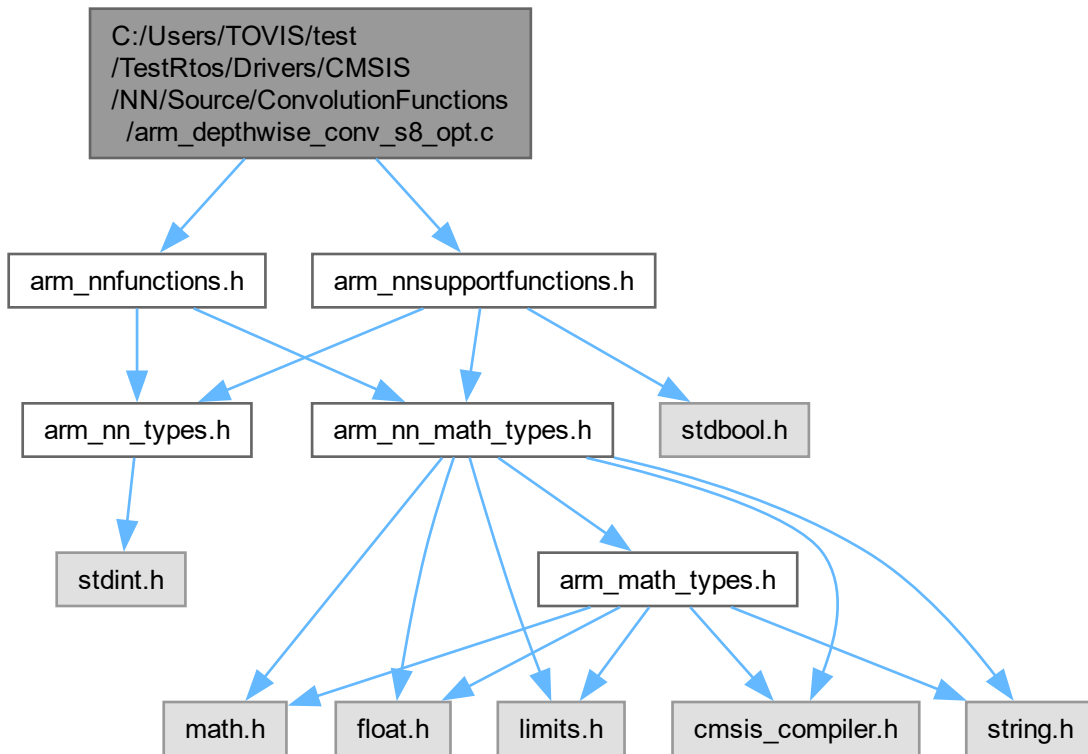 C:/Users/TOVIS/test
/TestRtos/Drivers/CMSIS
/NN/Source/ConvolutionFunctions
/arm_depthwise_conv_s8_opt.c
arm_nnfunctions.h
arm_nnsupportfunctions.h
arm_nn_types.h
arm_nn_math_types.h
stdbool.h
stdint.h
arm_math_types.h
math.h
float.h
limits.h
cmsis_compiler.h
string.h